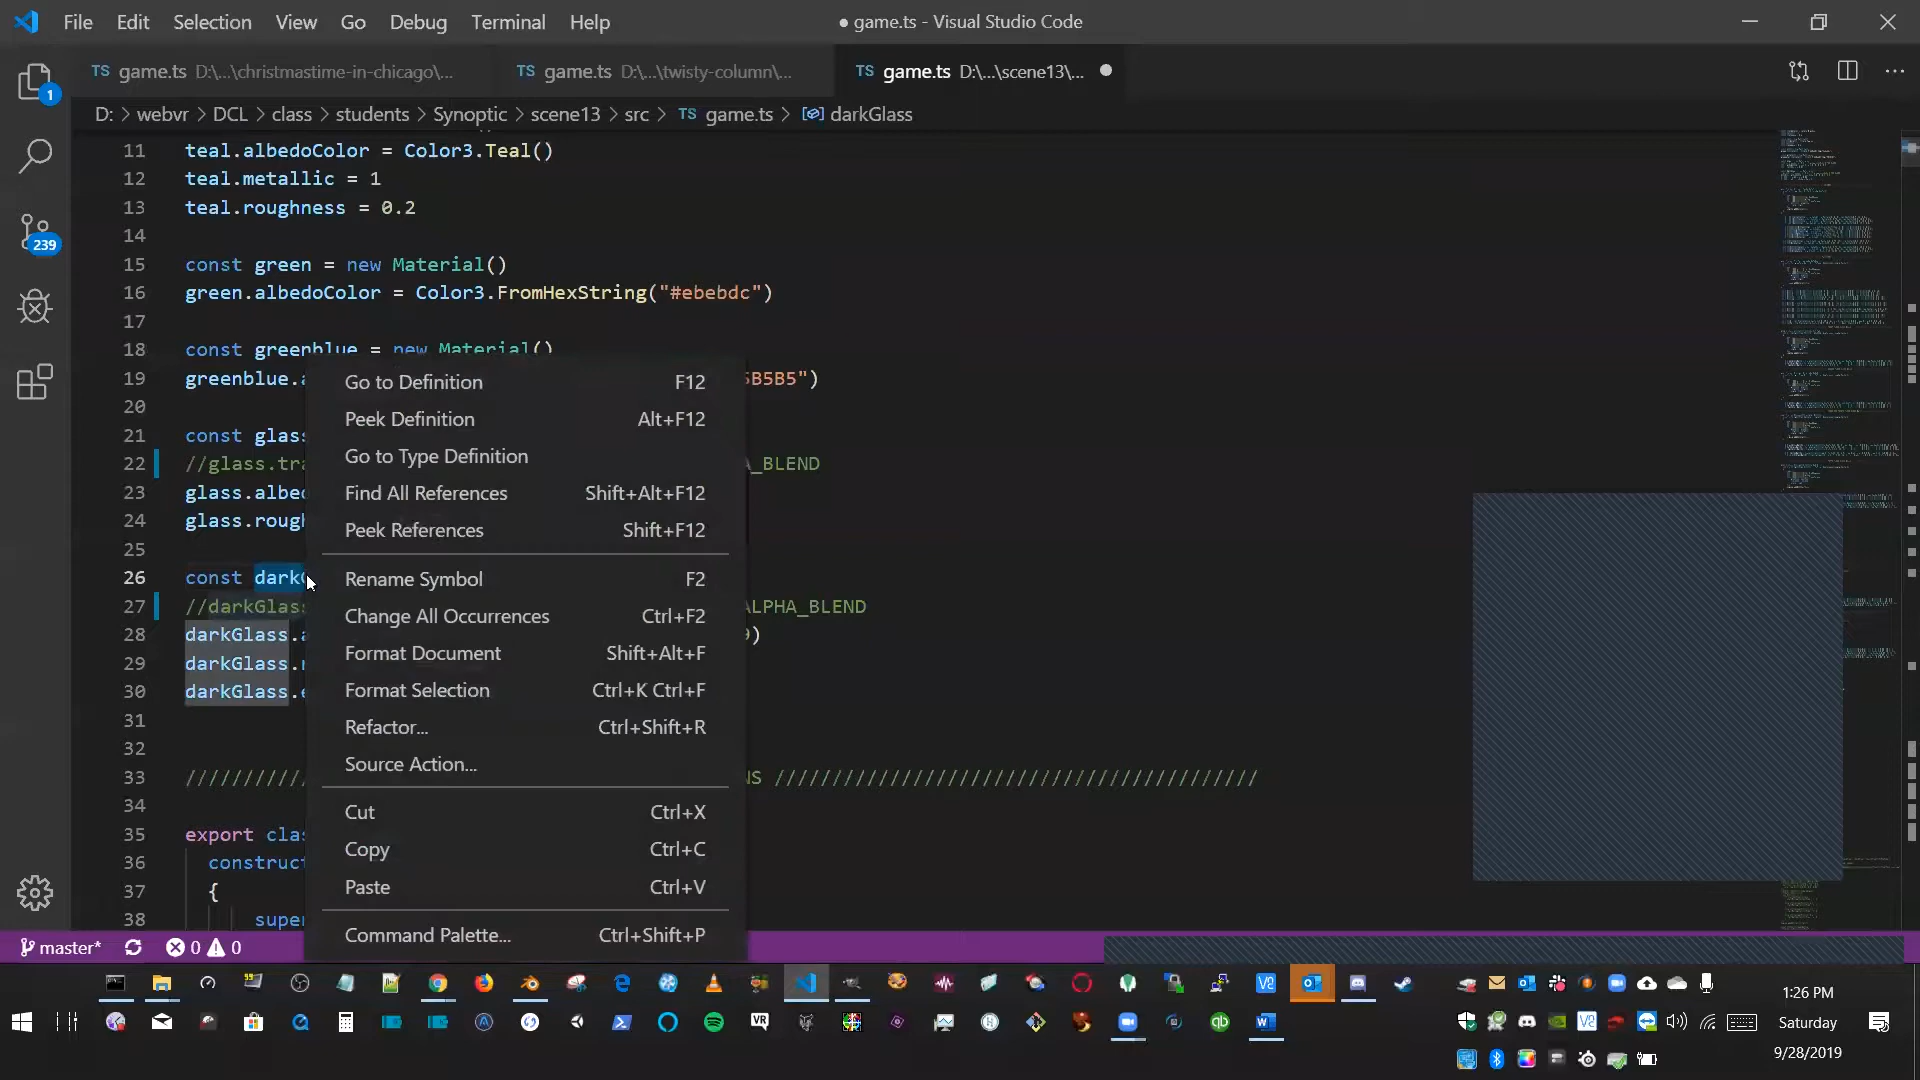 File Edit Selection View Go Debug Terminal Help
● game.ts - Visual Studio Code
TS game.ts D:\...\christmastime-in-chicago\...
TS game.ts D:\...\twisty-column\...
TS game.ts D:\...\scene13\... ●
D: > webvr > DCL > class > students > Synoptic > scene13 > src > TS game.ts > darkGlass
11 teal.albedoColor = Color3.Teal()
12 teal.metallic = 1
13 teal.roughness = 0.2
14
15 const green = new Material()
16 green.albedoColor = Color3.FromHexString("#ebebdc")
17
18 const greenblue = new Material()
19 greenblue.a 5B5B5")
20
21 const glass
22 //glass.tra A_BLEND
23 glass.albed
24 glass.rough
25
26 const darkG
27 //darkGlass ALPHA_BLEND
28 darkGlass.a 9)
29 darkGlass.r
30 darkGlass.e
31
32
33 /////////// NS //////////////////////////////////////////
34
35 export clas
36 construct
37 {
38 super
Go to Definition F12
Peek Definition Alt+F12
Go to Type Definition
Find All References Shift+Alt+F12
Peek References Shift+F12
Rename Symbol F2
Change All Occurrences Ctrl+F2
Format Document Shift+Alt+F
Format Selection Ctrl+K Ctrl+F
Refactor... Ctrl+Shift+R
Source Action...
Cut Ctrl+X
Copy Ctrl+C
Paste Ctrl+V
Command Palette... Ctrl+Shift+P
1
239
master* 0 0
1:26 PM
Saturday
9/28/2019